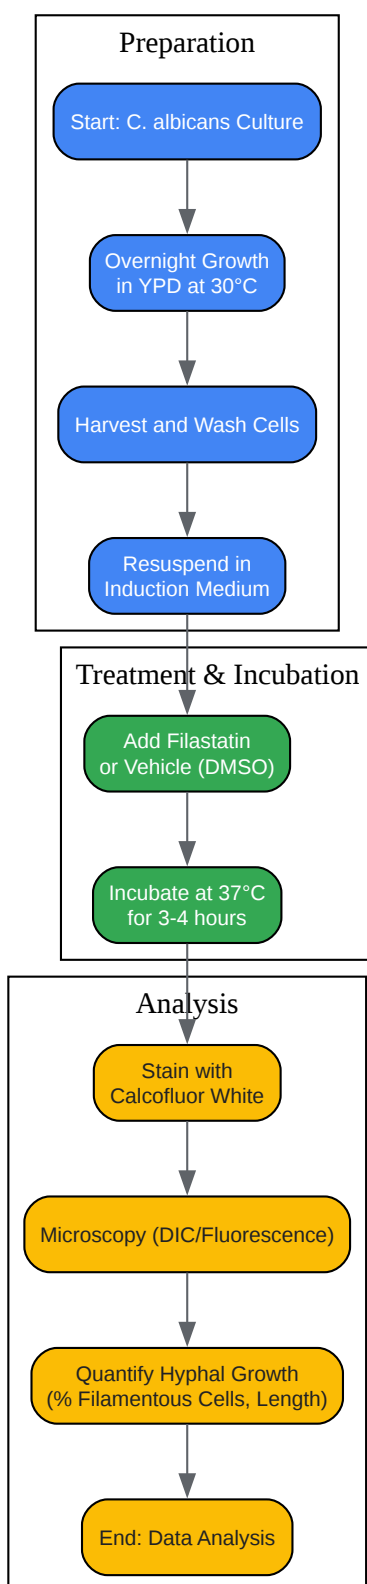 Preparation
Start: C. albicans Culture
Overnight Growth
in YPD at 30°C
Harvest and Wash Cells
Resuspend in
Induction Medium
Treatment & Incubation
Add Filastatin
or Vehicle (DMSO)
Incubate at 37°C
for 3-4 hours
Analysis
Stain with
Calcofluor White
Microscopy (DIC/Fluorescence)
Quantify Hyphal Growth
(% Filamentous Cells, Length)
End: Data Analysis